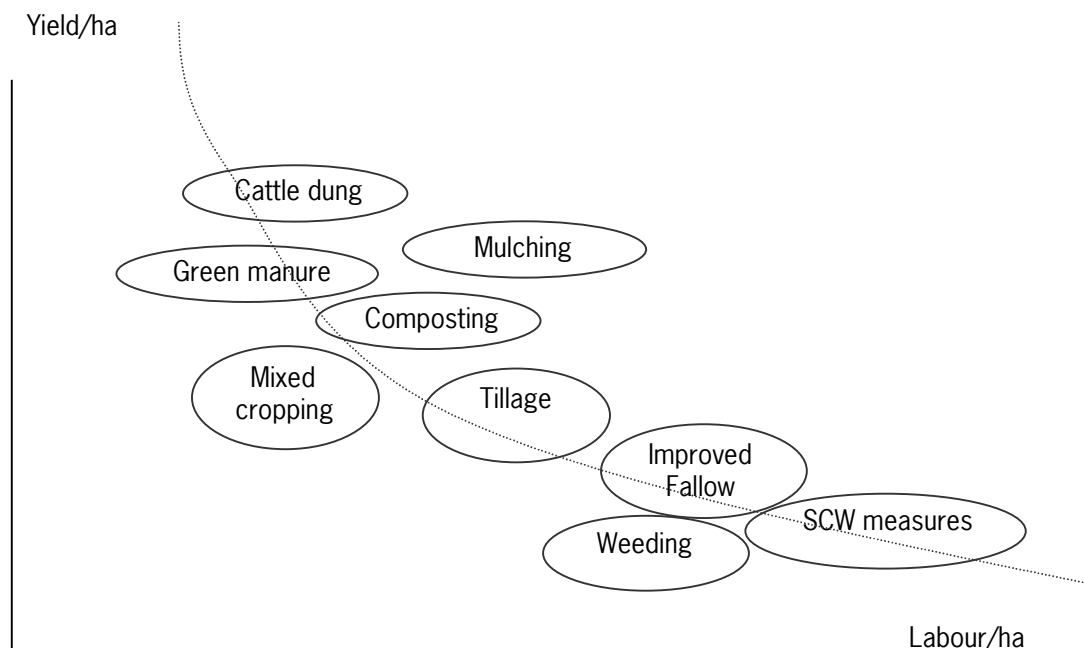 Yield/ha
Cattle dung
Mulching
Green manure
Composting
Mixed
cropping
Tillage
Improved
Fallow
SCW measures
Weeding
Labour/ha